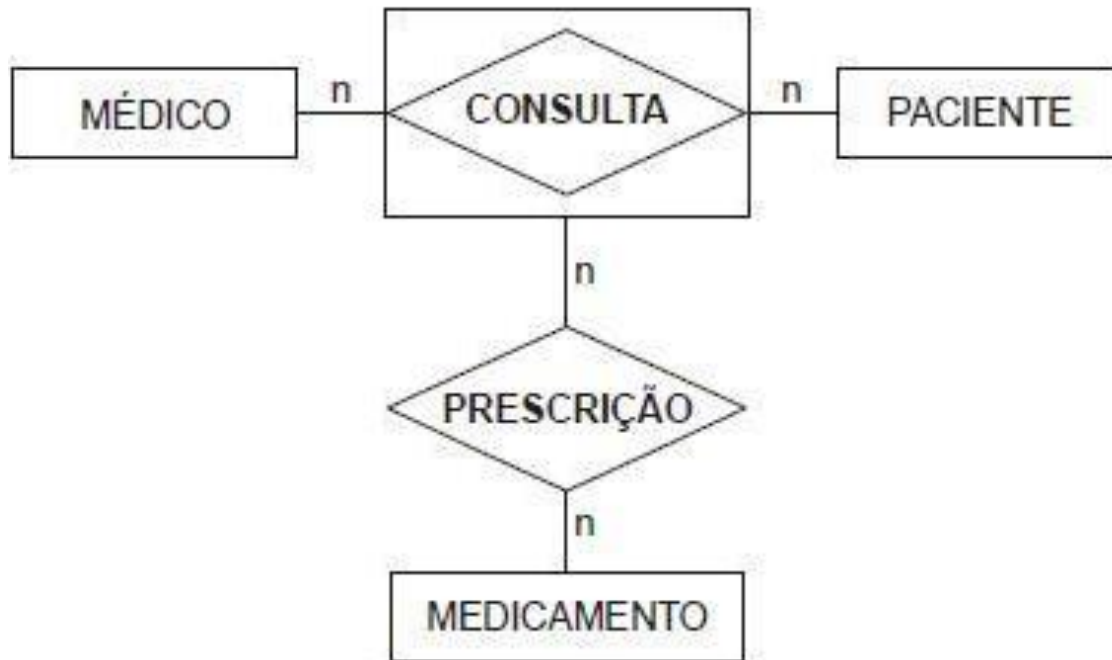 MÉDICO
n
CONSULTA
n
PACIENTE
n
PRESCRIÇÃO
n
MEDICAMENTO